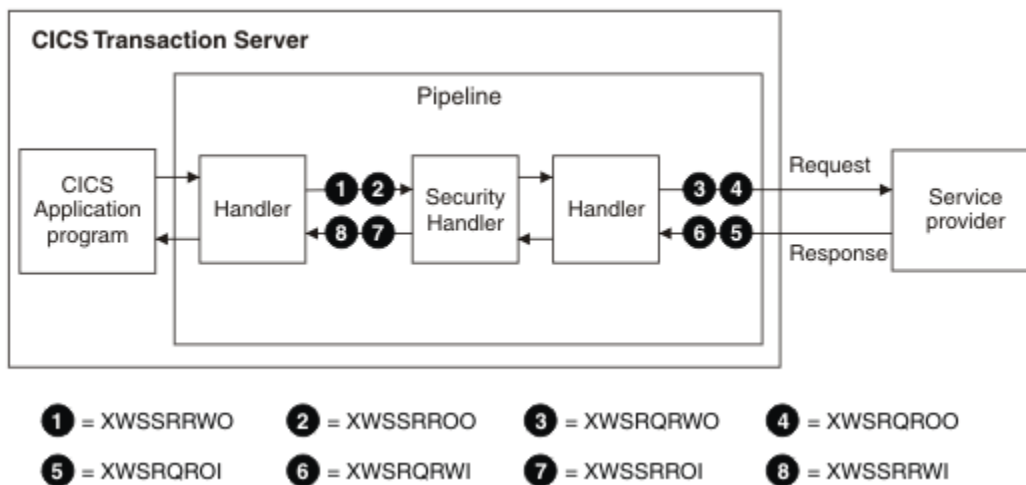 CICS Transaction Server
Pipeline
CICS
Application
program
Handler
1 2
8 7
Security
Handler
Handler
3 4
6 5
Request
Response
Service
provider
1 = XWSSRRWO
2 = XWSSRROO
3 = XWSRQRWO
4 = XWSRQROO
5 = XWSRQROI
6 = XWSRQRWI
7 = XWSSRROI
8 = XWSSRRWI